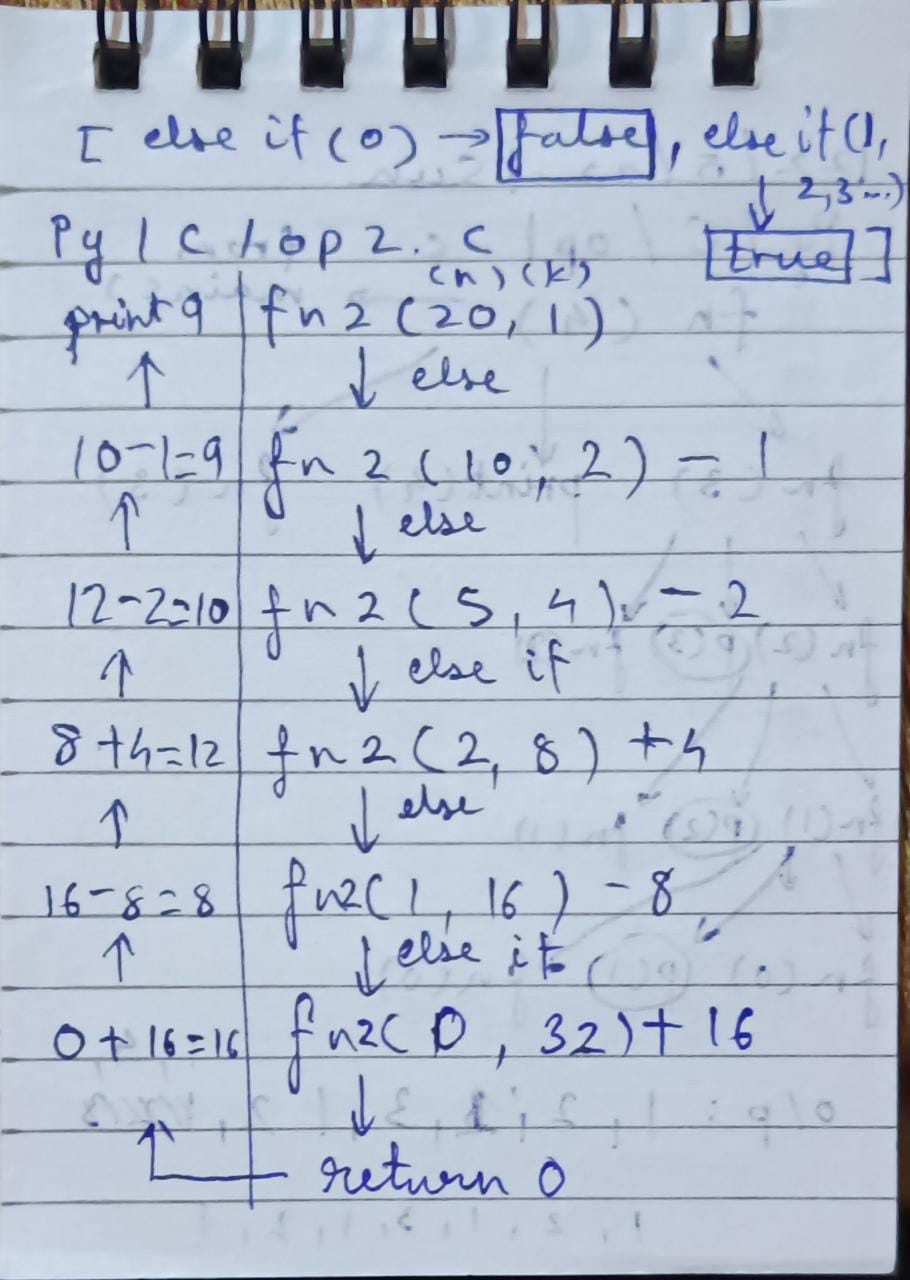 [ else if (0) → false, else if (1,
2,3...)
true ]
Py / C / op2. C
(n) (k)
print 9 fn2 (20, 1)
↑ ↓ else
10-1=9 fn2 (10, 2) - 1
↑ ↓ else
12-2=10 fn2 (5, 4) - 2
↑ ↓ else if
8+4=12 fn2 (2, 8) + 4
↑ ↓ else
16-8=8 fn2(1, 16) - 8
↑ ↓ else if
0+16=16 fn2( 0, 32)+ 16
↓
return 0